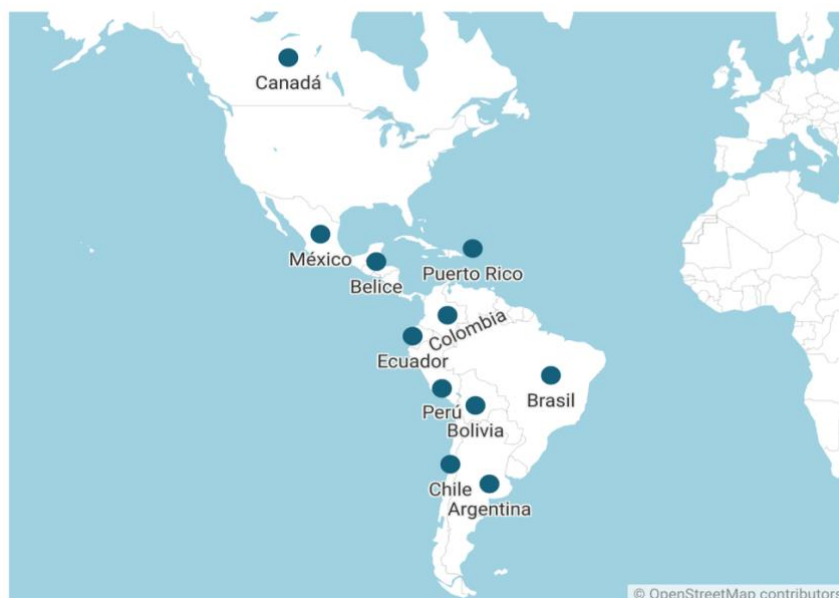 Canadá
México
Puerto Rico
Belice
Colombia
Ecuador
Brasil
Perú
Bolivia
Chile
Argentina
© OpenStreetMap contributors